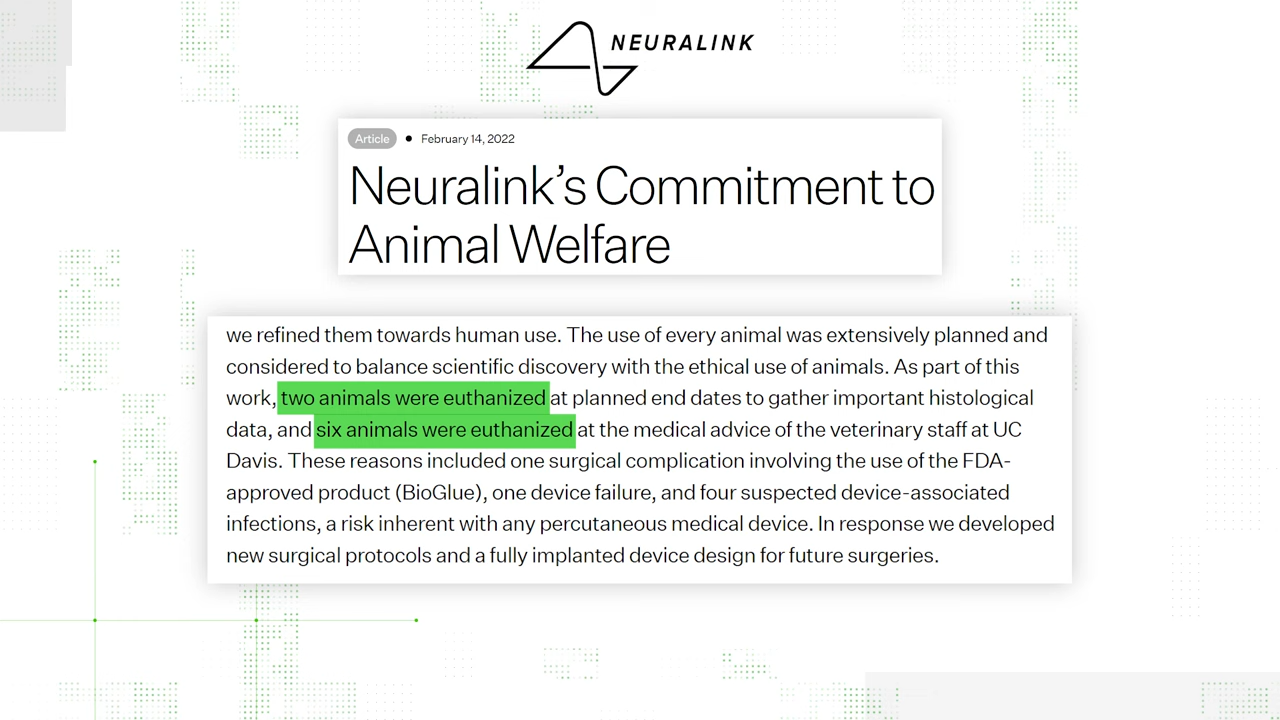 NEURALINK
Article • February 14, 2022
Neuralink’s Commitment to
Animal Welfare
we refined them towards human use. The use of every animal was extensively planned and
considered to balance scientific discovery with the ethical use of animals. As part of this
work, two animals were euthanized at planned end dates to gather important histological
data, and six animals were euthanized at the medical advice of the veterinary staff at UC
Davis. These reasons included one surgical complication involving the use of the FDA-
approved product (BioGlue), one device failure, and four suspected device-associated
infections, a risk inherent with any percutaneous medical device. In response we developed
new surgical protocols and a fully implanted device design for future surgeries.